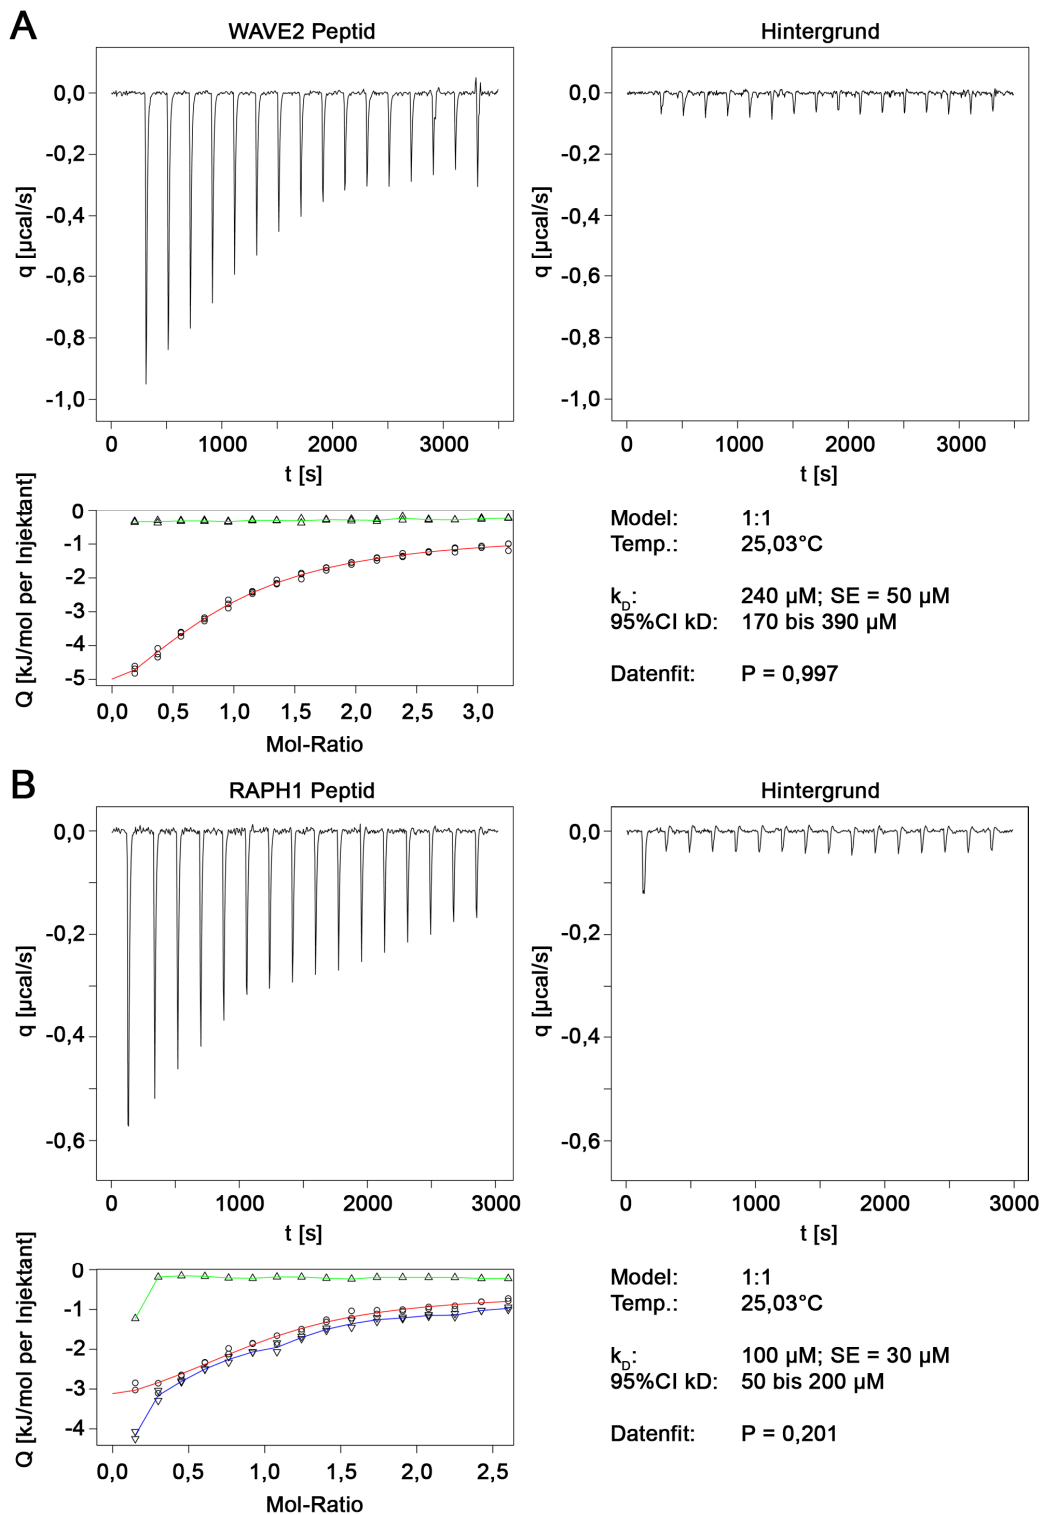 A
WAVE2 Peptid
Hintergrund
0,0
-0,2
-0,4
-0,6
-0,8
-1,0
q [µcal/s]
0
1000
2000
3000
t [s]
0,0
-0,2
-0,4
-0,6
-0,8
-1,0
q [µcal/s]
0
1000
2000
3000
t [s]
0
-1
-2
-3
-4
-5
Q [kJ/mol per Injektant]
0,0
0,5
1,0
1,5
2,0
2,5
3,0
Mol-Ratio
Model: 1:1
Temp.: 25,03°C
kD: 240 µM; SE = 50 µM
95%CI kD: 170 bis 390 µM
Datenfit: P = 0,997
B
RAPH1 Peptid
Hintergrund
0,0
-0,2
-0,4
-0,6
q [µcal/s]
0
1000
2000
3000
t [s]
0,0
-0,2
-0,4
-0,6
q [µcal/s]
0
1000
2000
3000
t [s]
0
-1
-2
-3
-4
Q [kJ/mol per Injektant]
0,0
0,5
1,0
1,5
2,0
2,5
Mol-Ratio
Model: 1:1
Temp.: 25,03°C
kD: 100 µM; SE = 30 µM
95%CI kD: 50 bis 200 µM
Datenfit: P = 0,201